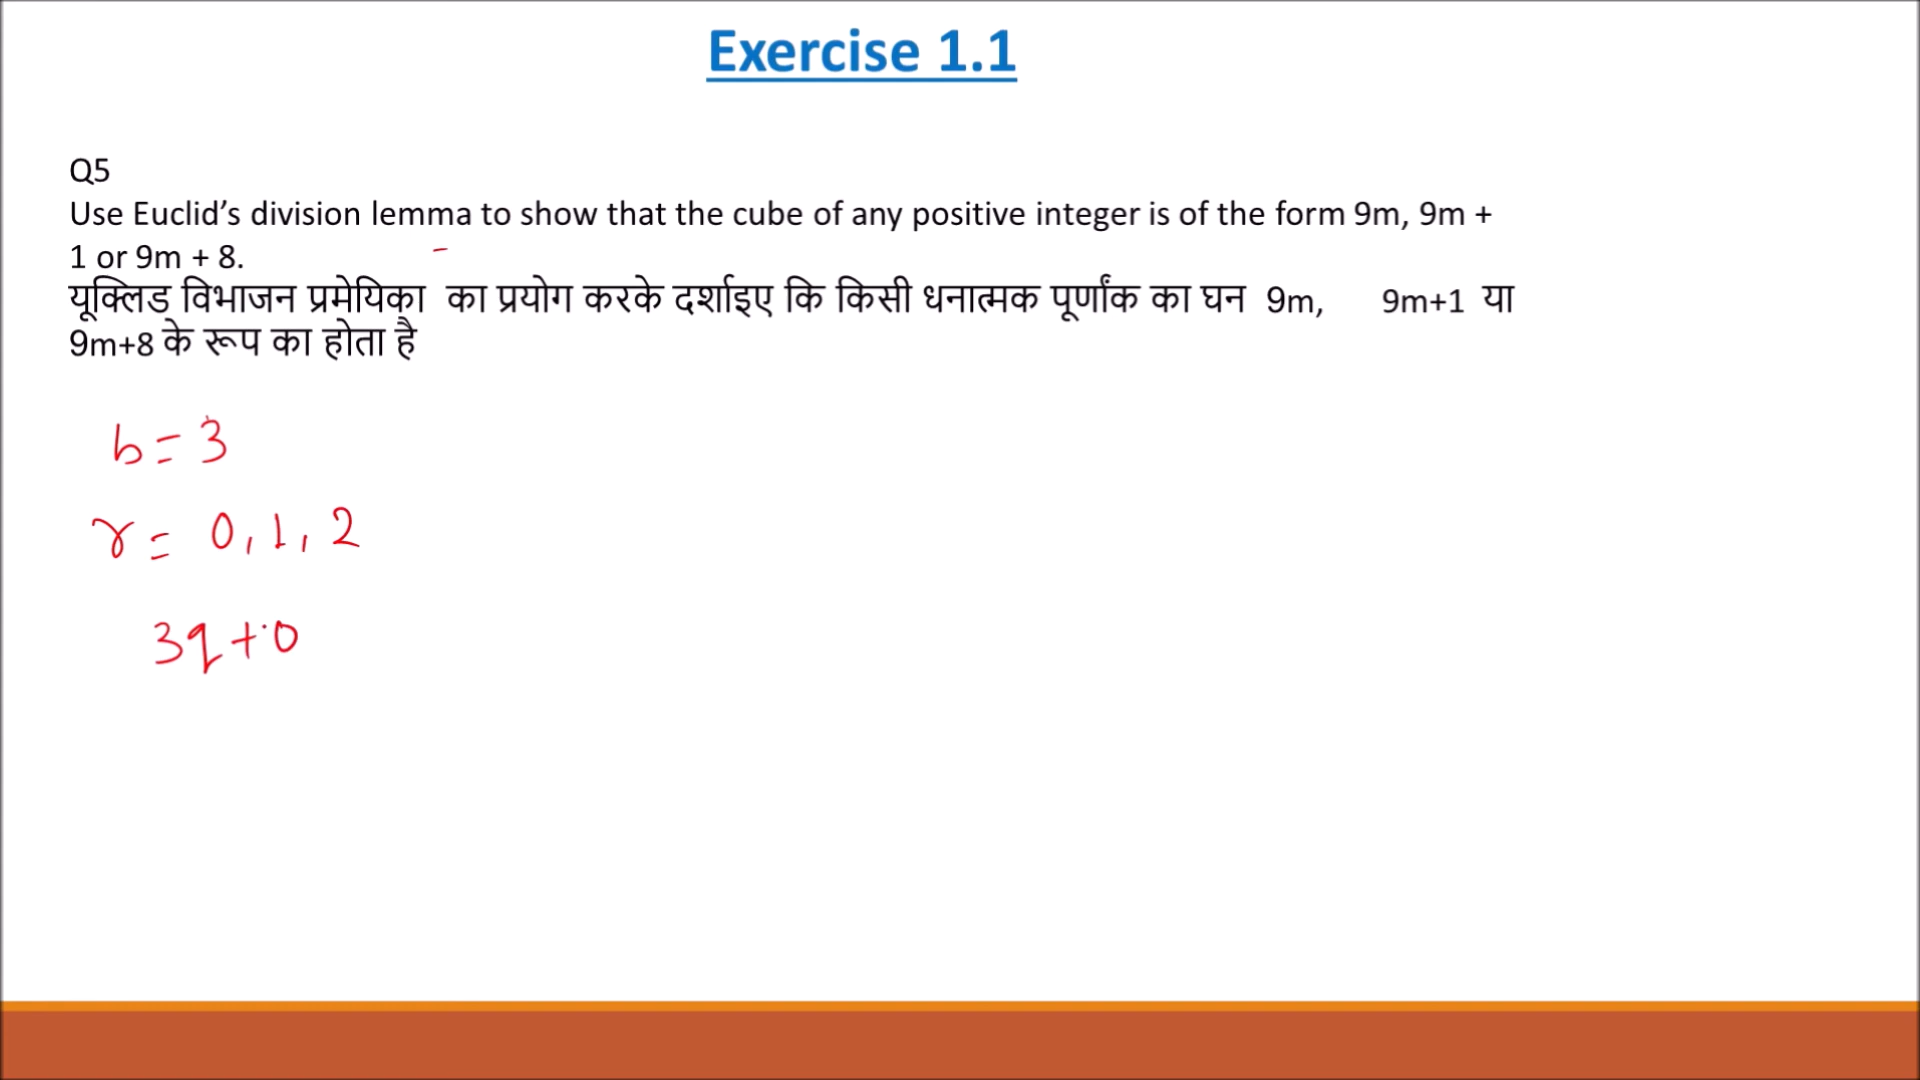 Exercise 1.1
Q5
Use Euclid’s division lemma to show that the cube of any positive integer is of the form 9m, 9m +
1 or 9m + 8.
यूक्लिड विभाजन प्रमेयिका का प्रयोग करके दर्शाइए कि किसी धनात्मक पूर्णांक का घन 9m, 9m+1 या
9m+8 के रूप का होता है
b = 3
r = 0, 1, 2
3q + 0